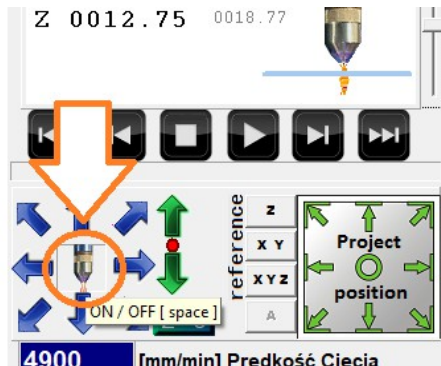 Z 0012.75 0018.77
reference
Z
X Y
X Y Z
A
Project
position
ON / OFF [ space ]
4900 [mm/min] Predkość Cięcia